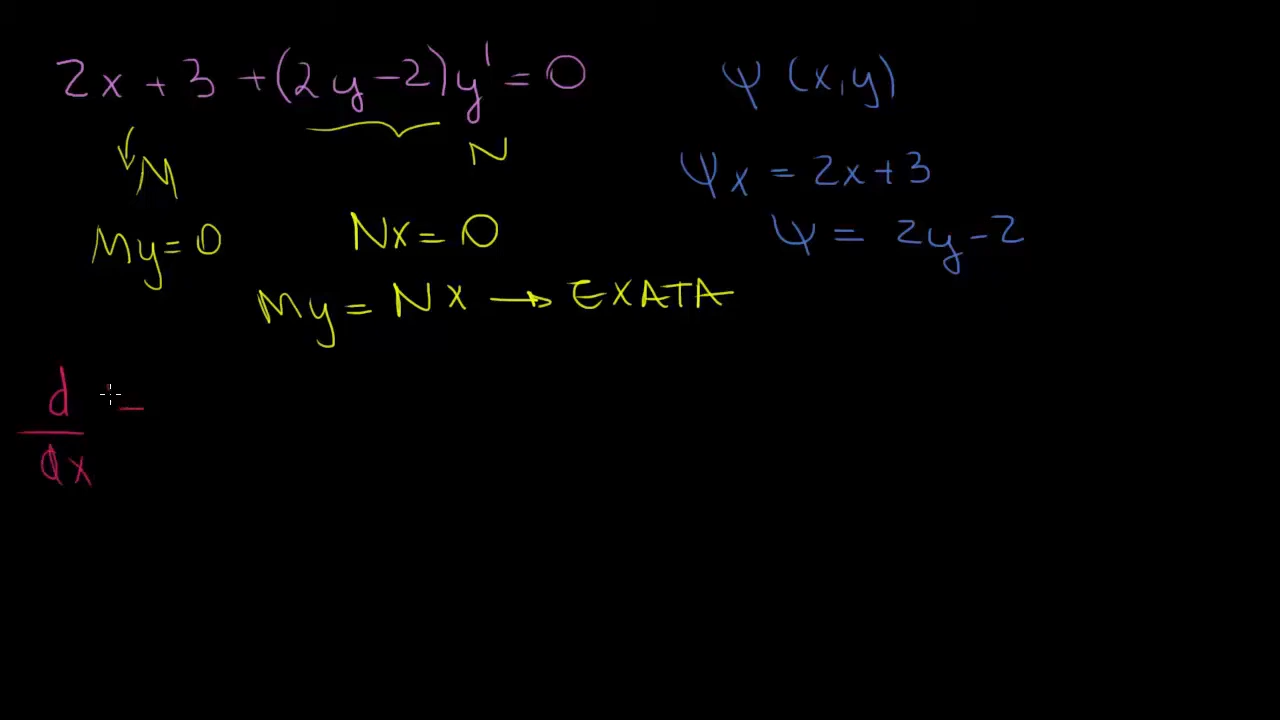 2x + 3 + (2y - 2) y' = 0
ψ (x, y)
M
N
ψx = 2x + 3
My = 0
Nx = 0
ψ = 2y - 2
My = Nx → EXATA
d
dx